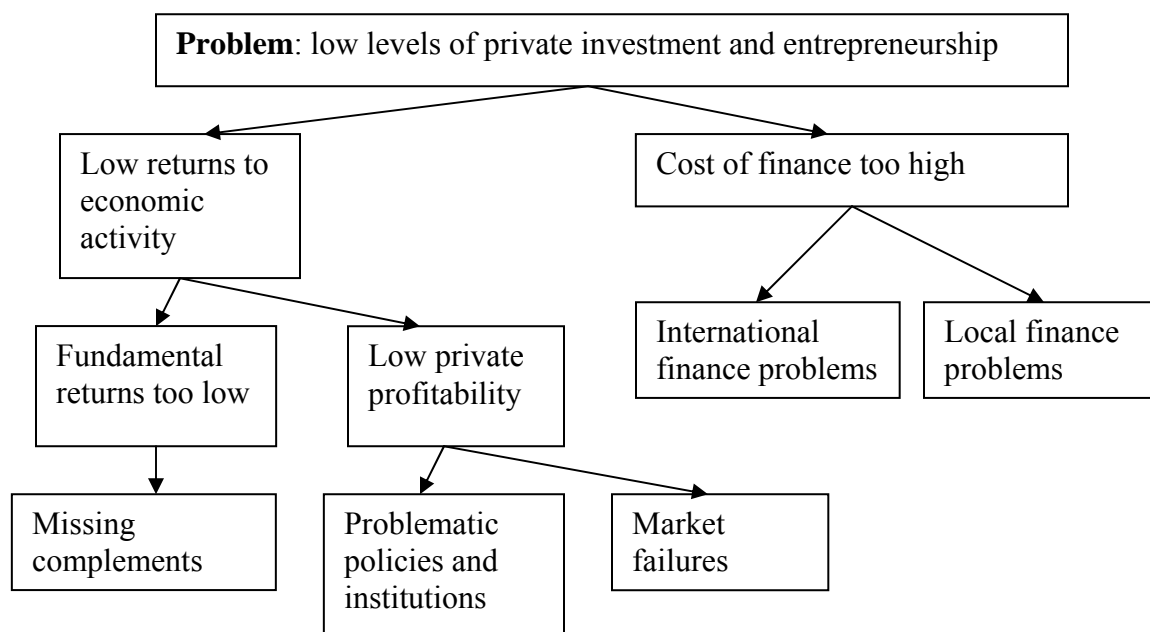 Problem: low levels of private investment and entrepreneurship
Low returns to
economic
activity
Cost of finance too high
Fundamental
returns too low
Low private
profitability
International
finance problems
Local finance
problems
Missing
complements
Problematic
policies and
institutions
Market
failures